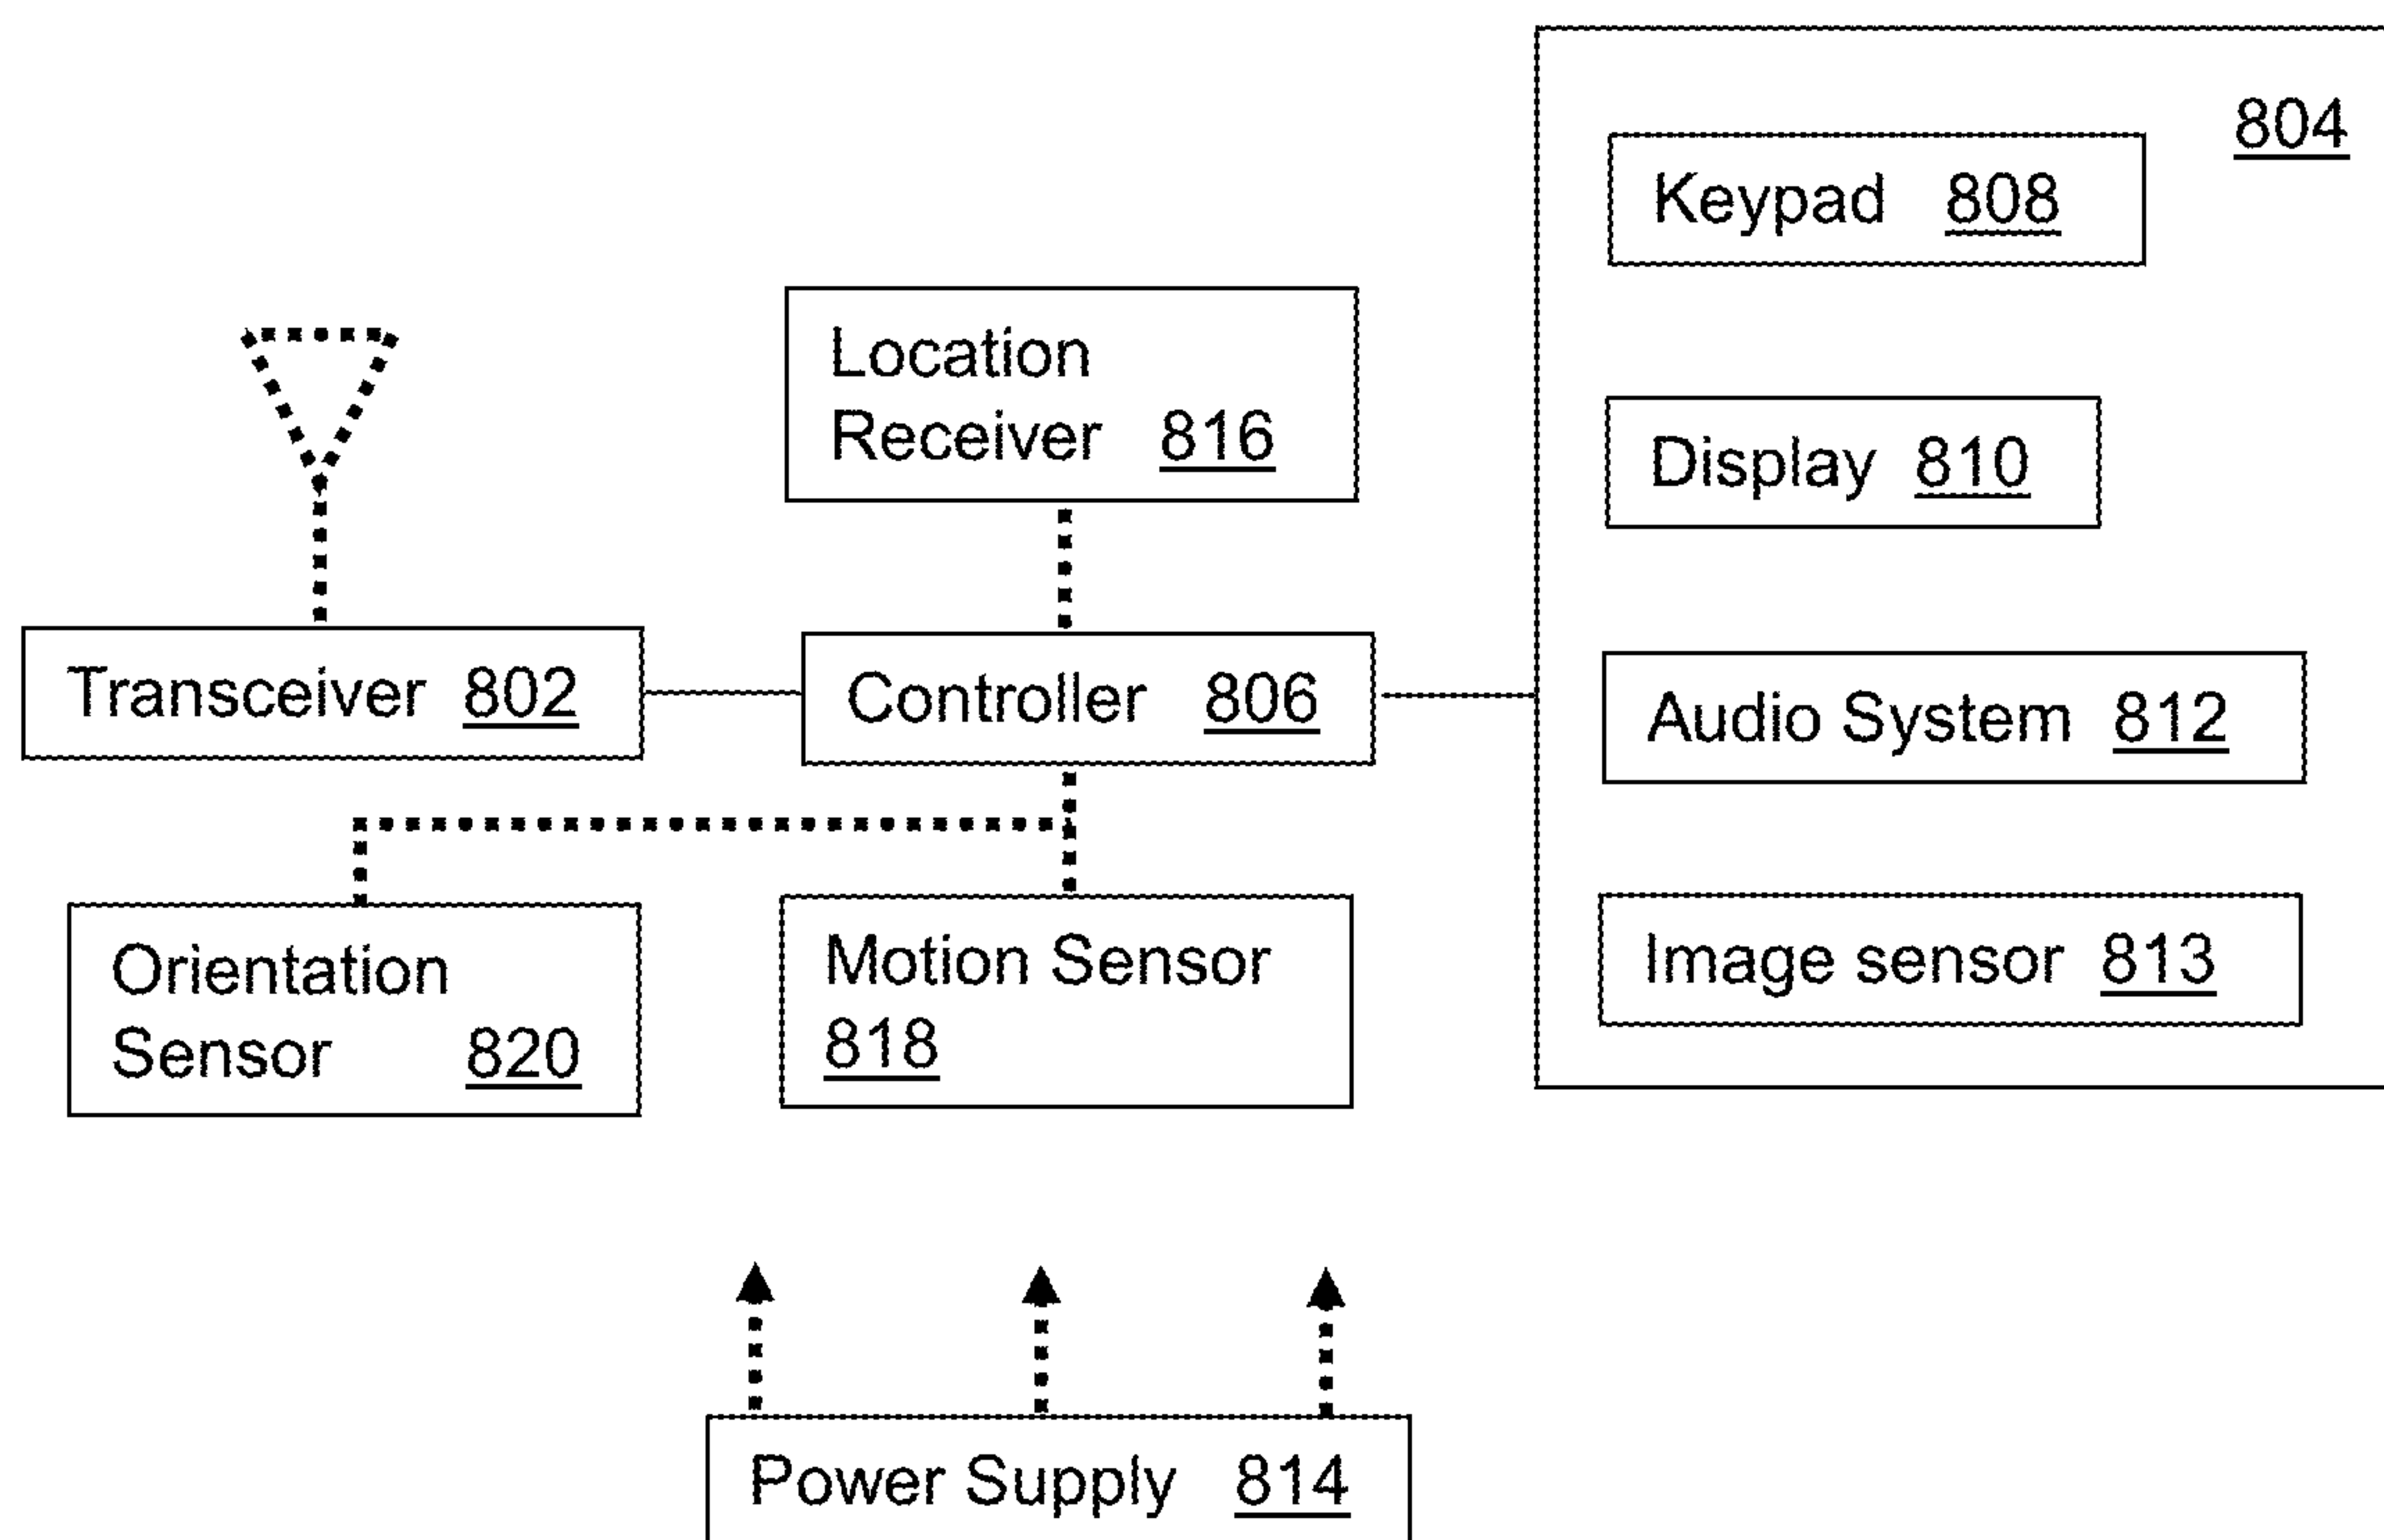 804
Keypad 808
Location
Receiver 816
Display 810
Transceiver 802
Controller 806
Audio System 812
Orientation
Sensor 820
Motion Sensor
818
Image sensor 813
Power Supply 814